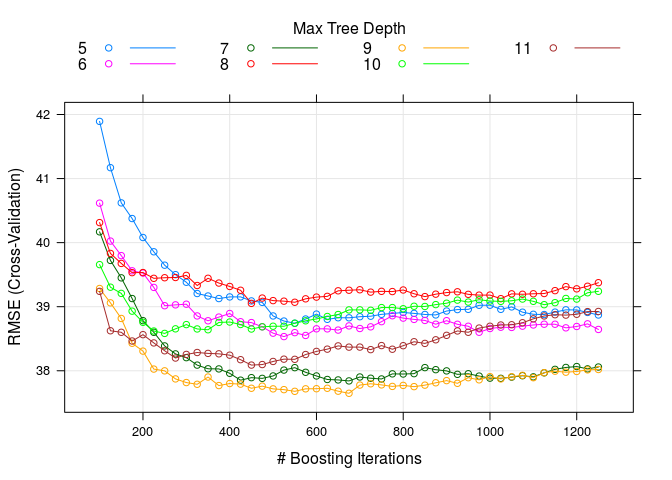 Max Tree Depth
5 7 9 11
6 8 10
42
41
40
39
38
RMSE (Cross-Validation)
200 400 600 800 1000 1200
# Boosting Iterations